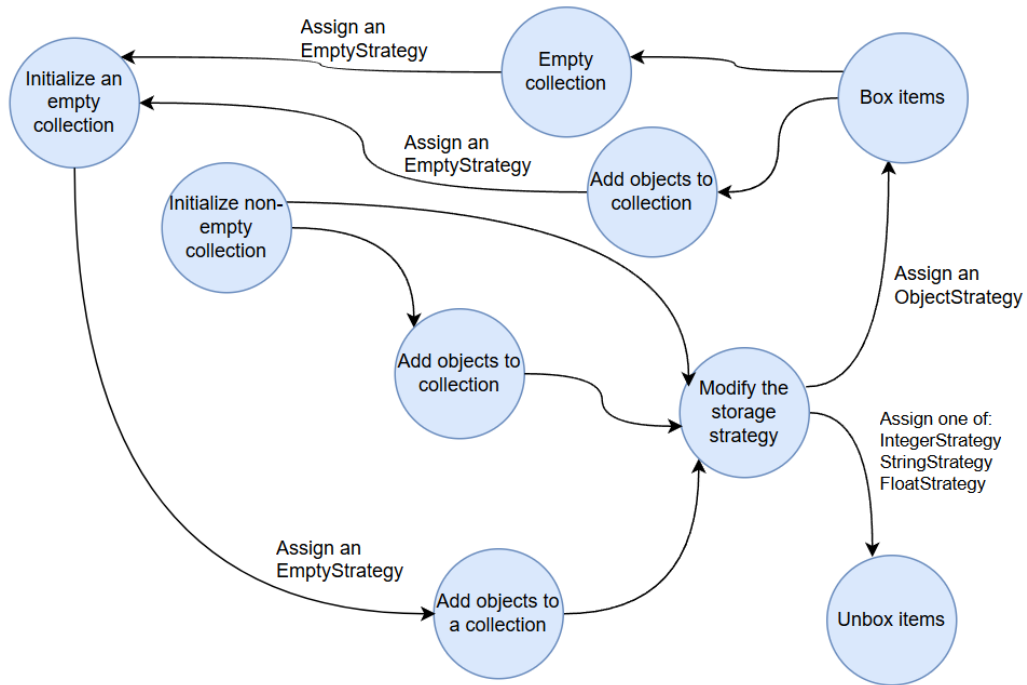 Assign an
EmptyStrategy
Initialize an
empty
collection
Empty
collection
Box items
Assign an
EmptyStrategy
Add objects to
collection
Initialize non-
empty
collection
Assign an
ObjectStrategy
Add objects to
collection
Modify the
storage
strategy
Assign one of:
IntegerStrategy
StringStrategy
FloatStrategy
Assign an
EmptyStrategy
Add objects to
a collection
Unbox items